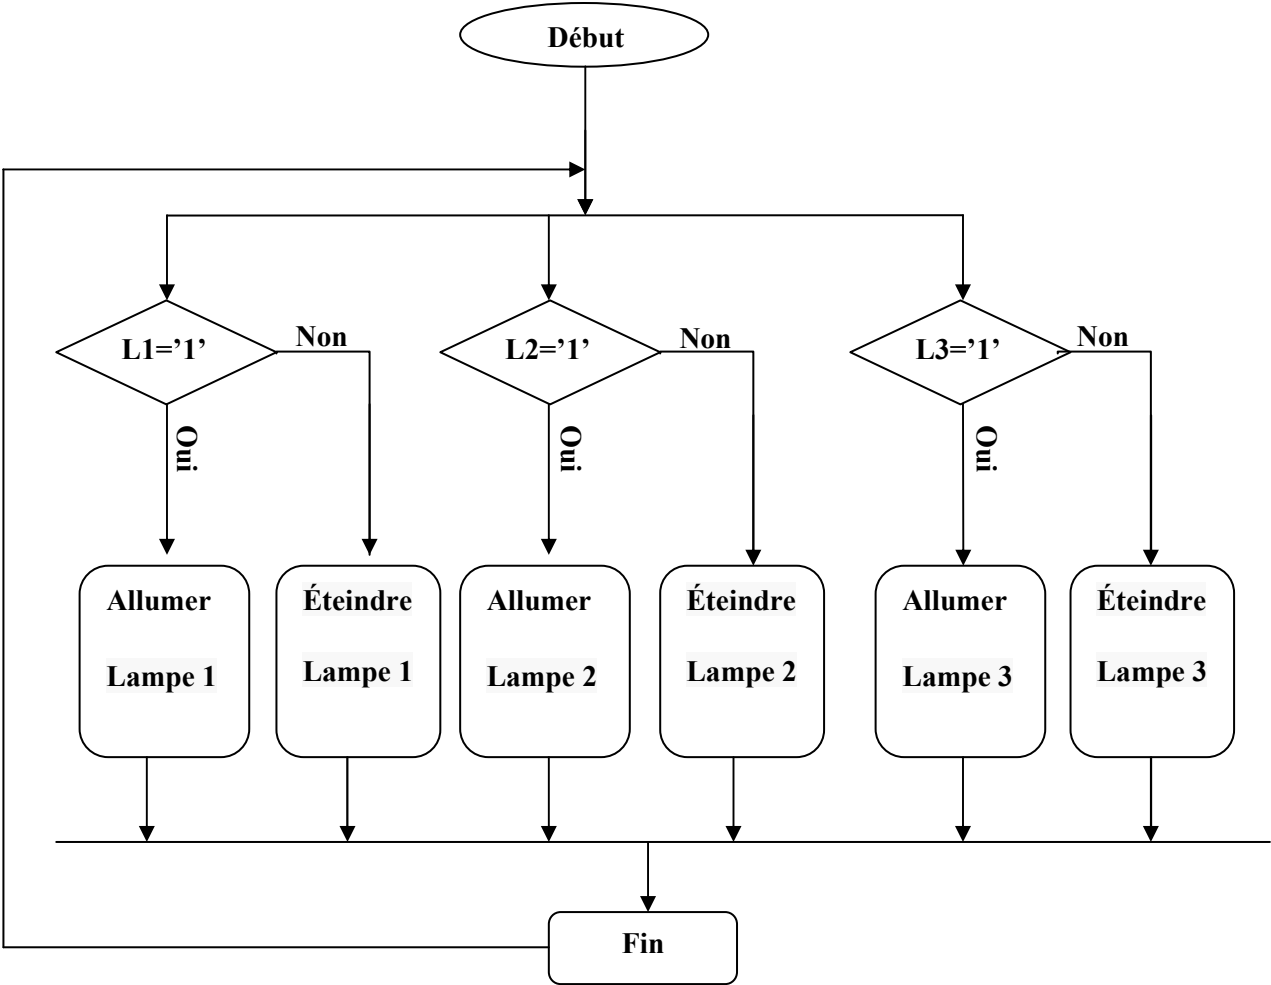 Début
L1=’1’
Non
L2=’1’
Non
L3=’1’
Non
Oui
Oui
Oui
Allumer
Lampe 1
Éteindre
Lampe 1
Allumer
Lampe 2
Éteindre
Lampe 2
Allumer
Lampe 3
Éteindre
Lampe 3
Fin